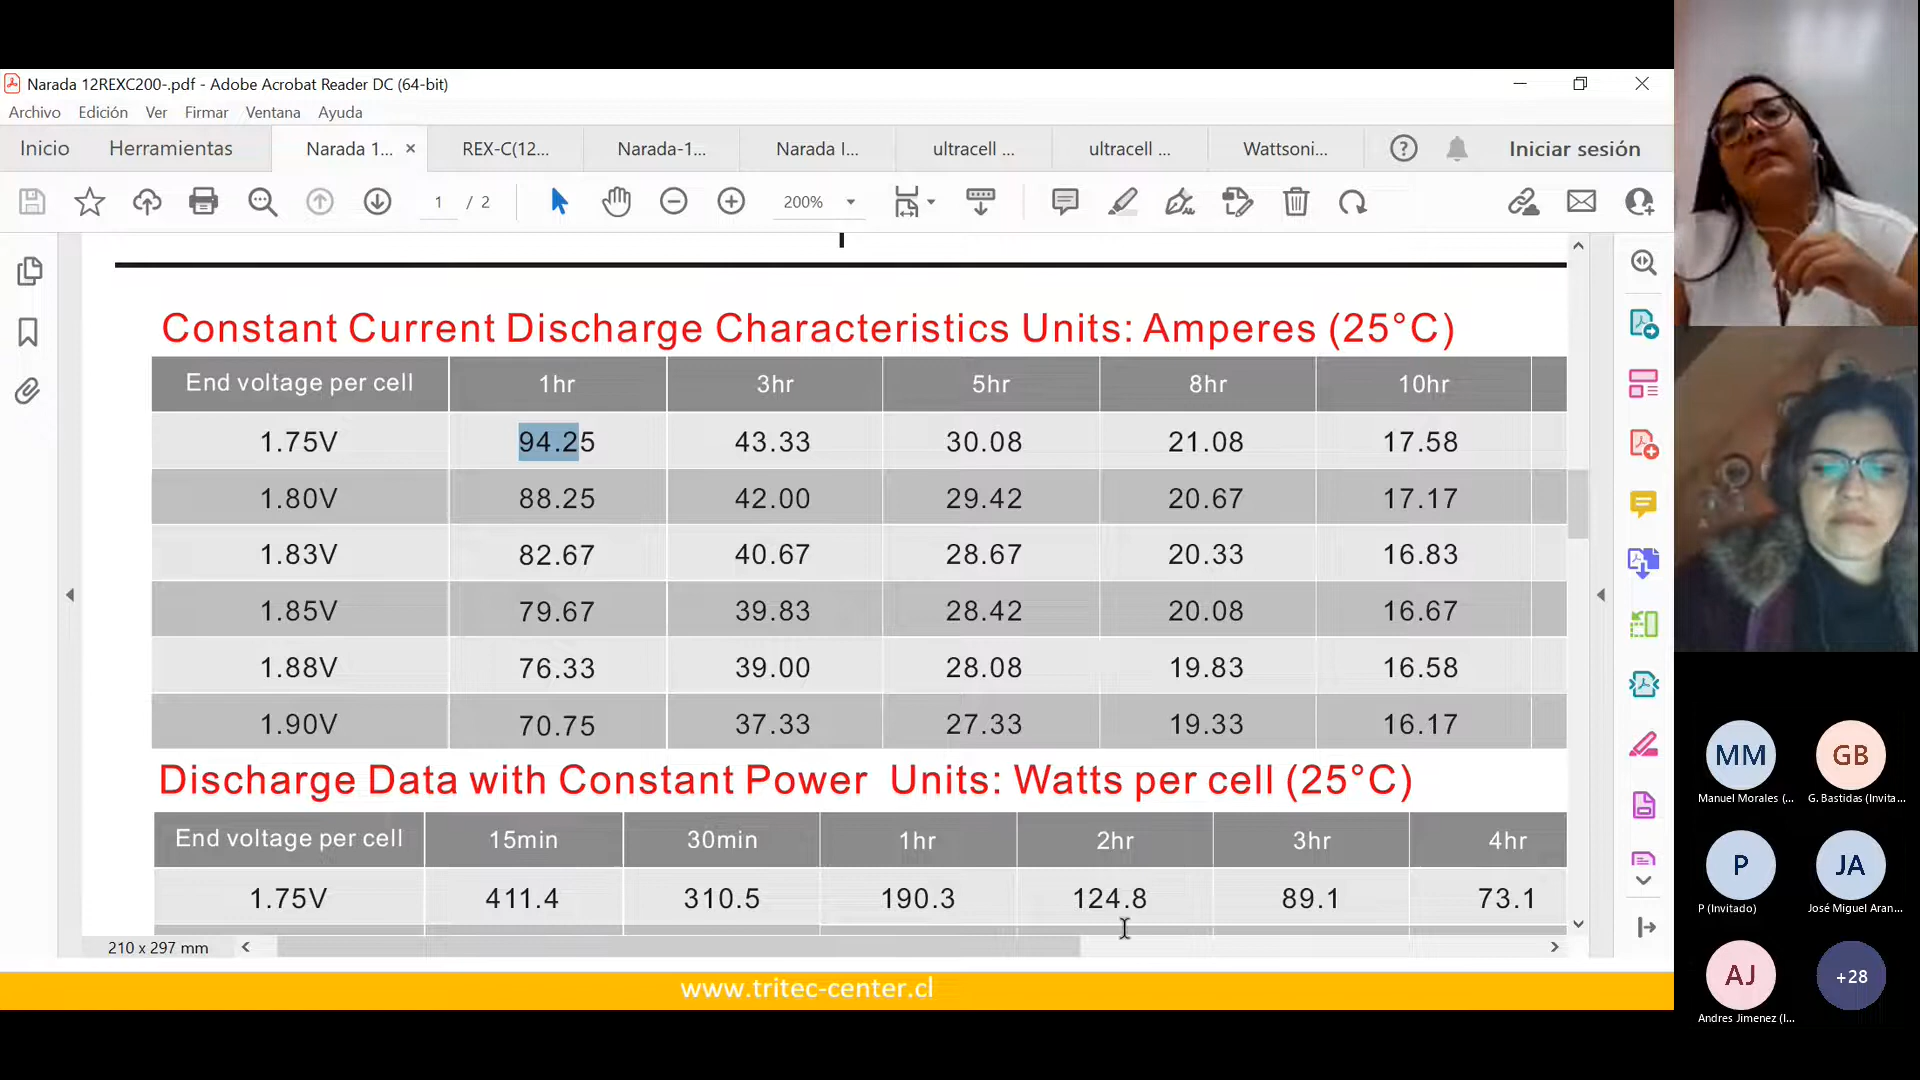 Narada 12REXC200-.pdf - Adobe Acrobat Reader DC (64-bit)
Archivo Edición Ver Firmar Ventana Ayuda
Inicio Herramientas Narada 1... × REX-C(12... Narada-1... Narada I... ultracell ... ultracell ... Wattsoni... Iniciar sesión
1 / 2 200%
Constant Current Discharge Characteristics Units: Amperes (25°C)
End voltage per cell 1hr 3hr 5hr 8hr 10hr
1.75V 94.25 43.33 30.08 21.08 17.58
1.80V 88.25 42.00 29.42 20.67 17.17
1.83V 82.67 40.67 28.67 20.33 16.83
1.85V 79.67 39.83 28.42 20.08 16.67
1.88V 76.33 39.00 28.08 19.83 16.58
1.90V 70.75 37.33 27.33 19.33 16.17
Discharge Data with Constant Power Units: Watts per cell (25°C)
End voltage per cell 15min 30min 1hr 2hr 3hr 4hr
1.75V 411.4 310.5 190.3 124.8 89.1 73.1
210 x 297 mm
www.tritec-center.cl
MM GB
Manuel Morales (... G. Bastidas (Invita...
P JA
P (Invitado) José Miguel Aran...
AJ +28
Andres Jimenez (I...